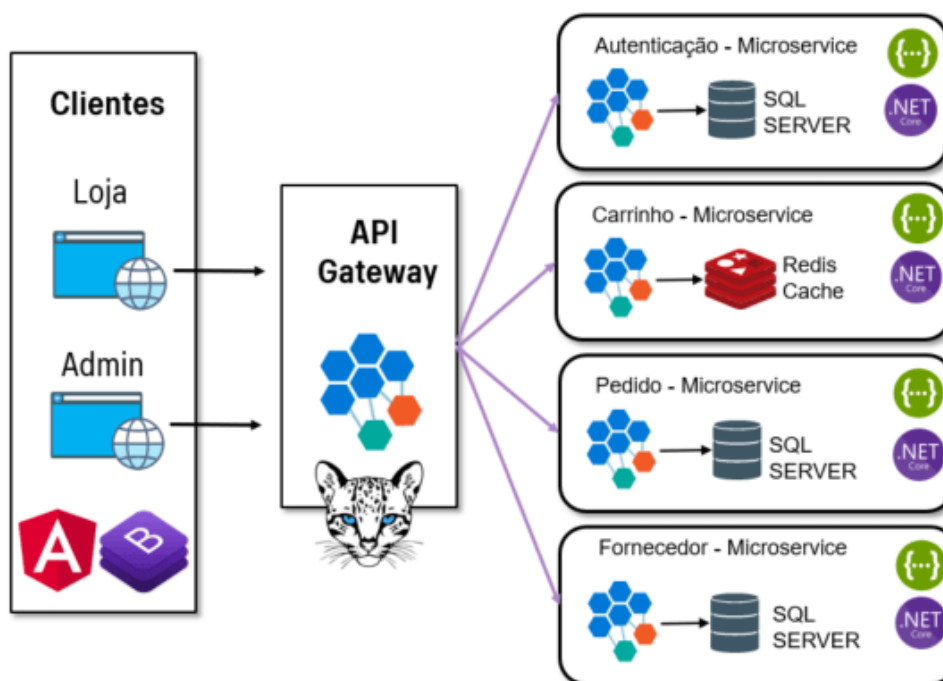 Clientes
Loja
Admin
A
B
API
Gateway
Autenticação - Microservice
{···}
SQL
SERVER
.NET
Core
Carrinho - Microservice
{···}
Redis
Cache
.NET
Core
Pedido - Microservice
{···}
SQL
SERVER
.NET
Core
Fornecedor - Microservice
{···}
SQL
SERVER
.NET
Core